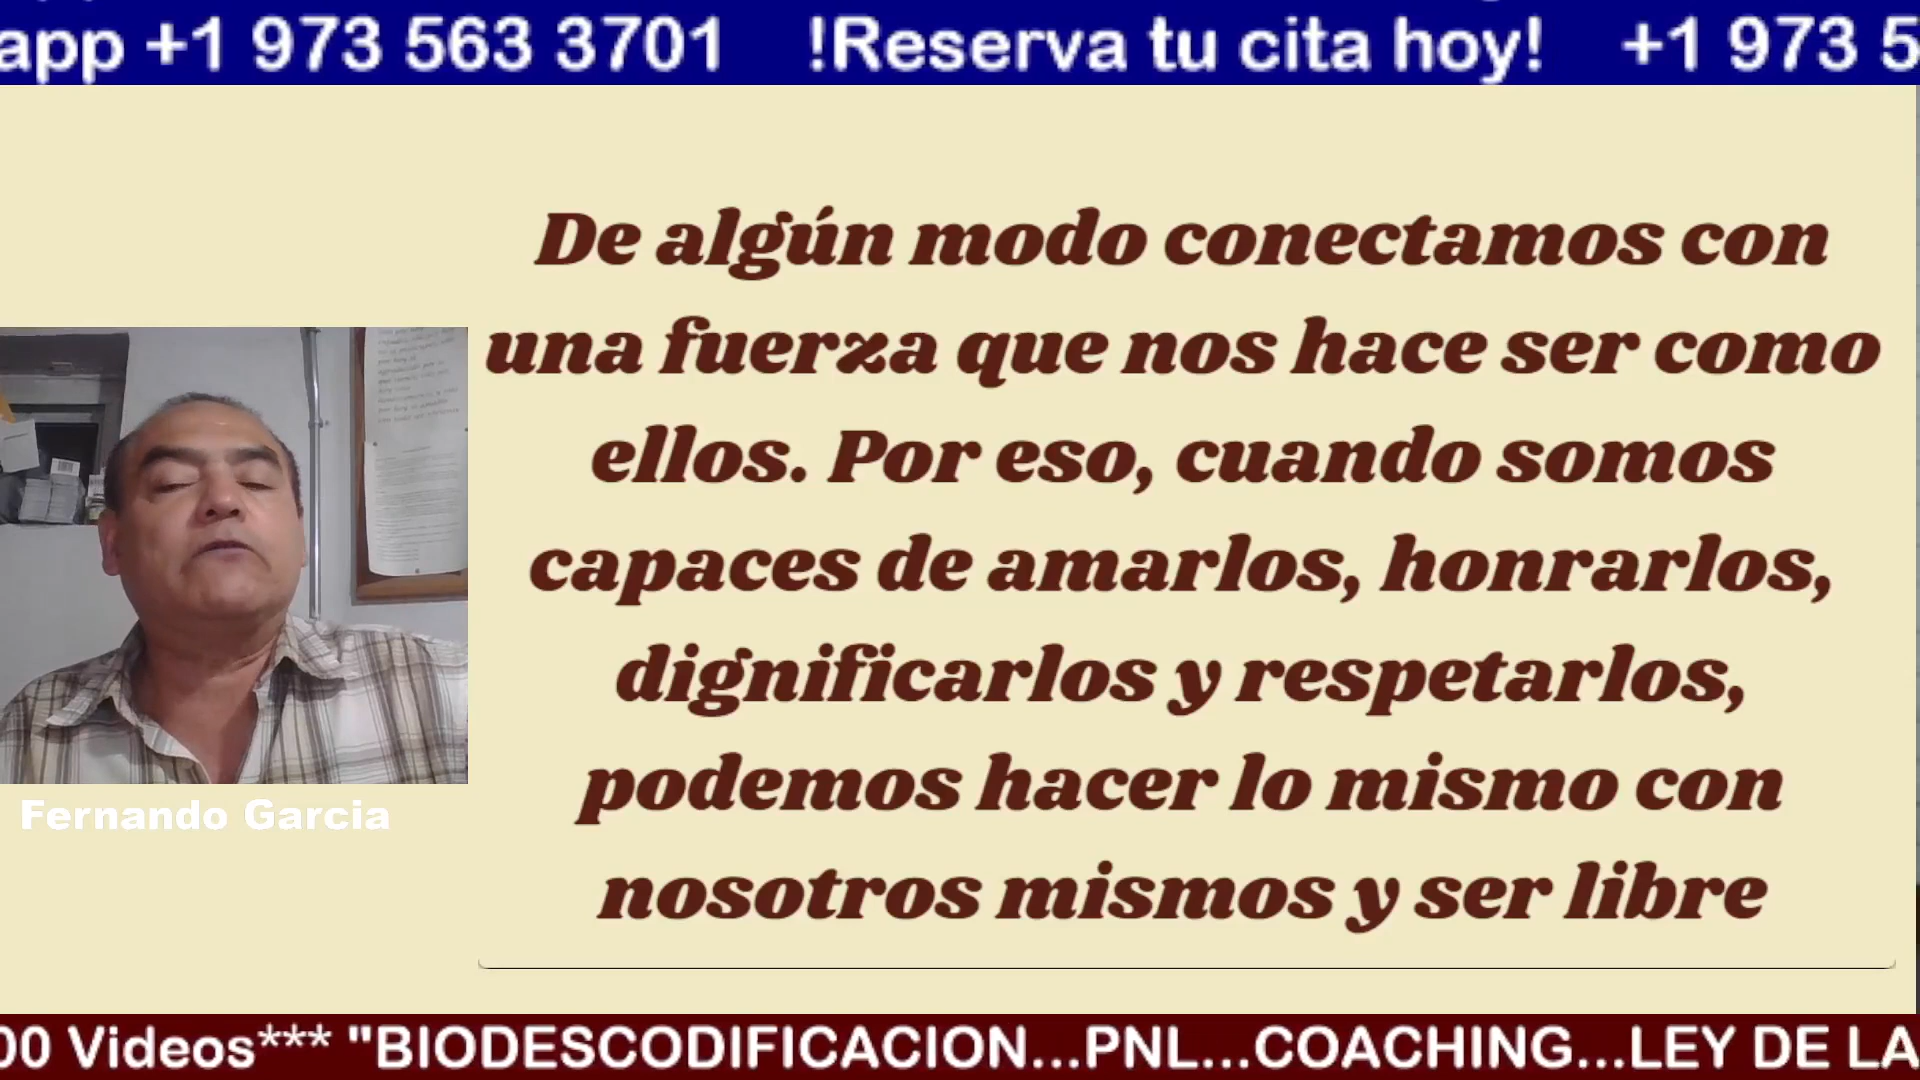 app +1 973 563 3701 !Reserva tu cita hoy! +1 973 5
De algún modo conectamos con
una fuerza que nos hace ser como
ellos. Por eso, cuando somos
capaces de amarlos, honrarlos,
dignificarlos y respetarlos,
podemos hacer lo mismo con
nosotros mismos y ser libre
Fernando Garcia
00 Videos*** "BIODESCODIFICACION...PNL...COACHING...LEY DE LA